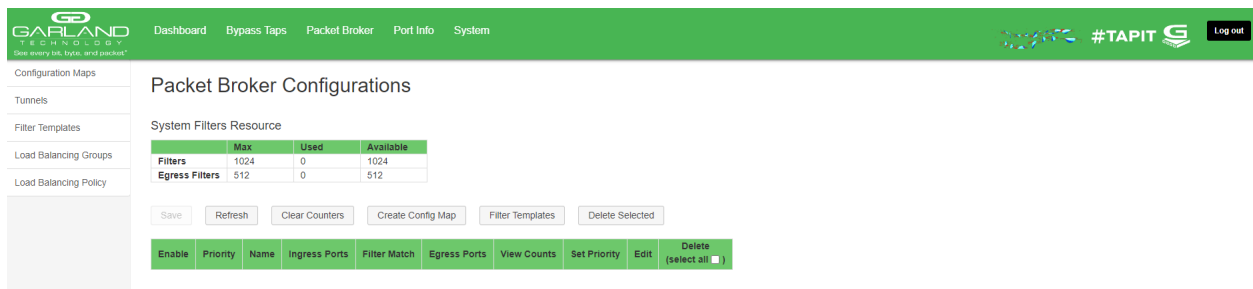 GARLAND
TECHNOLOGY
See every bit, byte, and packet®
Dashboard Bypass Taps Packet Broker Port Info System
#TAPIT
Log out
Configuration Maps
Tunnels
Filter Templates
Load Balancing Groups
Load Balancing Policy
Packet Broker Configurations
System Filters Resource
Max Used Available
Filters 1024 0 1024
Egress Filters 512 0 512
Save Refresh Clear Counters Create Config Map Filter Templates Delete Selected
Enable Priority Name Ingress Ports Filter Match Egress Ports View Counts Set Priority Edit Delete
(select all )